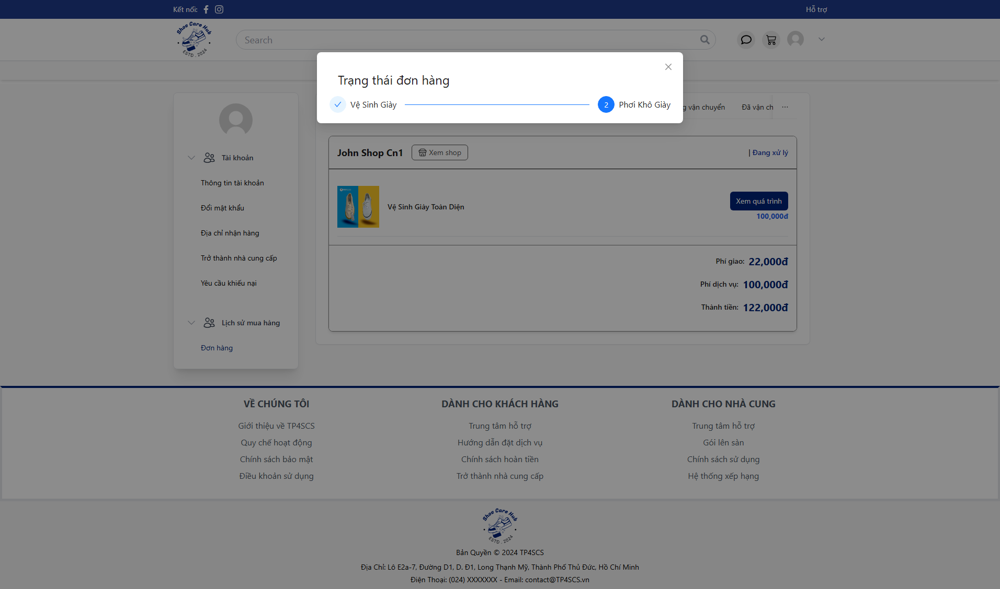 Kết nối:
Hỗ trợ
Shoe Care Hub
ESTD . 2024
Search
Trạng thái đơn hàng
Vệ Sinh Giày
2 Phơi Khô Giày
g vận chuyển
Đã vận ch
...
Tài khoản
Thông tin tài khoản
Đổi mật khẩu
Địa chỉ nhận hàng
Trở thành nhà cung cấp
Yêu cầu khiếu nại
Lịch sử mua hàng
Đơn hàng
John Shop Cn1
Xem shop
| Đang xử lý
Vệ Sinh Giày Toàn Diện
Xem quá trình
100,000đ
Phí giao: 22,000đ
Phí dịch vụ: 100,000đ
Thành tiền: 122,000đ
VỀ CHÚNG TÔI
Giới thiệu về TP4SCS
Quy chế hoạt động
Chính sách bảo mật
Điều khoản sử dụng
DÀNH CHO KHÁCH HÀNG
Trung tâm hỗ trợ
Hướng dẫn đặt dịch vụ
Chính sách hoàn tiền
Trở thành nhà cung cấp
DÀNH CHO NHÀ CUNG
Trung tâm hỗ trợ
Gói lên sàn
Chính sách sử dụng
Hệ thống xếp hạng
Shoe Care Hub
ESTD . 2024
Bản Quyền © 2024 TP4SCS
Địa Chỉ: Lô E2a-7, Đường D1, D. Đ1, Long Thạnh Mỹ, Thành Phố Thủ Đức, Hồ Chí Minh
Điện Thoại: (024) XXXXXXX - Email: contact@TP4SCS.vn